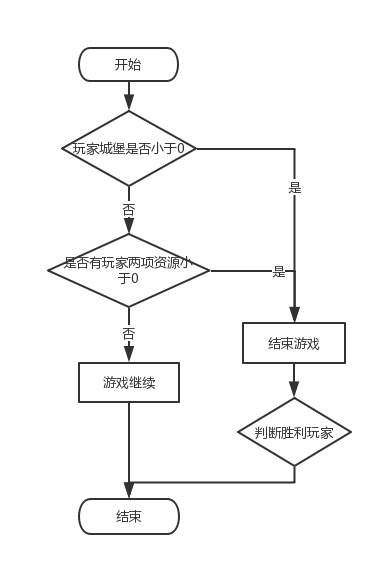 开始
玩家城堡是否小于0
是
否
是否有玩家两项资源小
于0
是
否
结束游戏
游戏继续
判断胜利玩家
结束